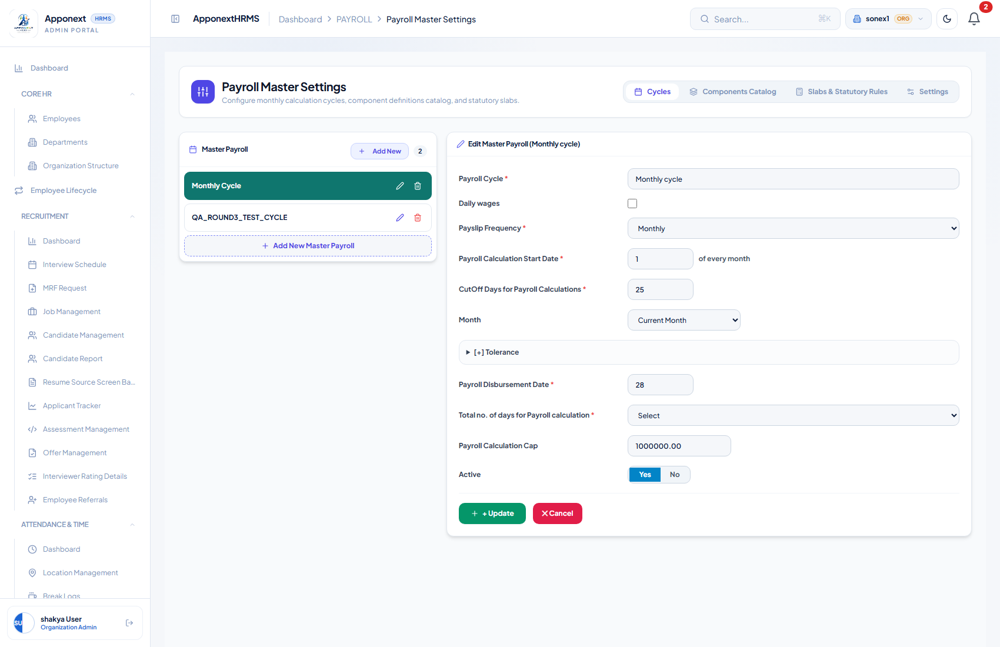 Apponext HRMS
ADMIN PORTAL
Dashboard
CORE HR
Employees
Departments
Organization Structure
Employee Lifecycle
RECRUITMENT
Dashboard
Interview Schedule
MRF Request
Job Management
Candidate Management
Candidate Report
Resume Source Screen Ba...
Applicant Tracker
Assessment Management
Offer Management
Interviewer Rating Details
Employee Referrals
ATTENDANCE & TIME
Dashboard
Location Management
Break Logs
SU
shakya User
Organization Admin
ApponextHRMS
Dashboard > PAYROLL > Payroll Master Settings
Search... ⌘K
sonex1 ORG
2
Payroll Master Settings
Configure monthly calculation cycles, component definitions catalog, and statutory slabs.
Cycles
Components Catalog
Slabs & Statutory Rules
Settings
Master Payroll
+ Add New
2
Monthly Cycle
QA_ROUND3_TEST_CYCLE
+ Add New Master Payroll
Edit Master Payroll (Monthly cycle)
Payroll Cycle * Monthly cycle
Daily wages
Payslip Frequency * Monthly
Payroll Calculation Start Date * 1 of every month
CutOff Days for Payroll Calculations * 25
Month Current Month
[+] Tolerance
Payroll Disbursement Date * 28
Total no. of days for Payroll calculation * Select
Payroll Calculation Cap 1000000.00
Active Yes No
+ + Update
✕ Cancel